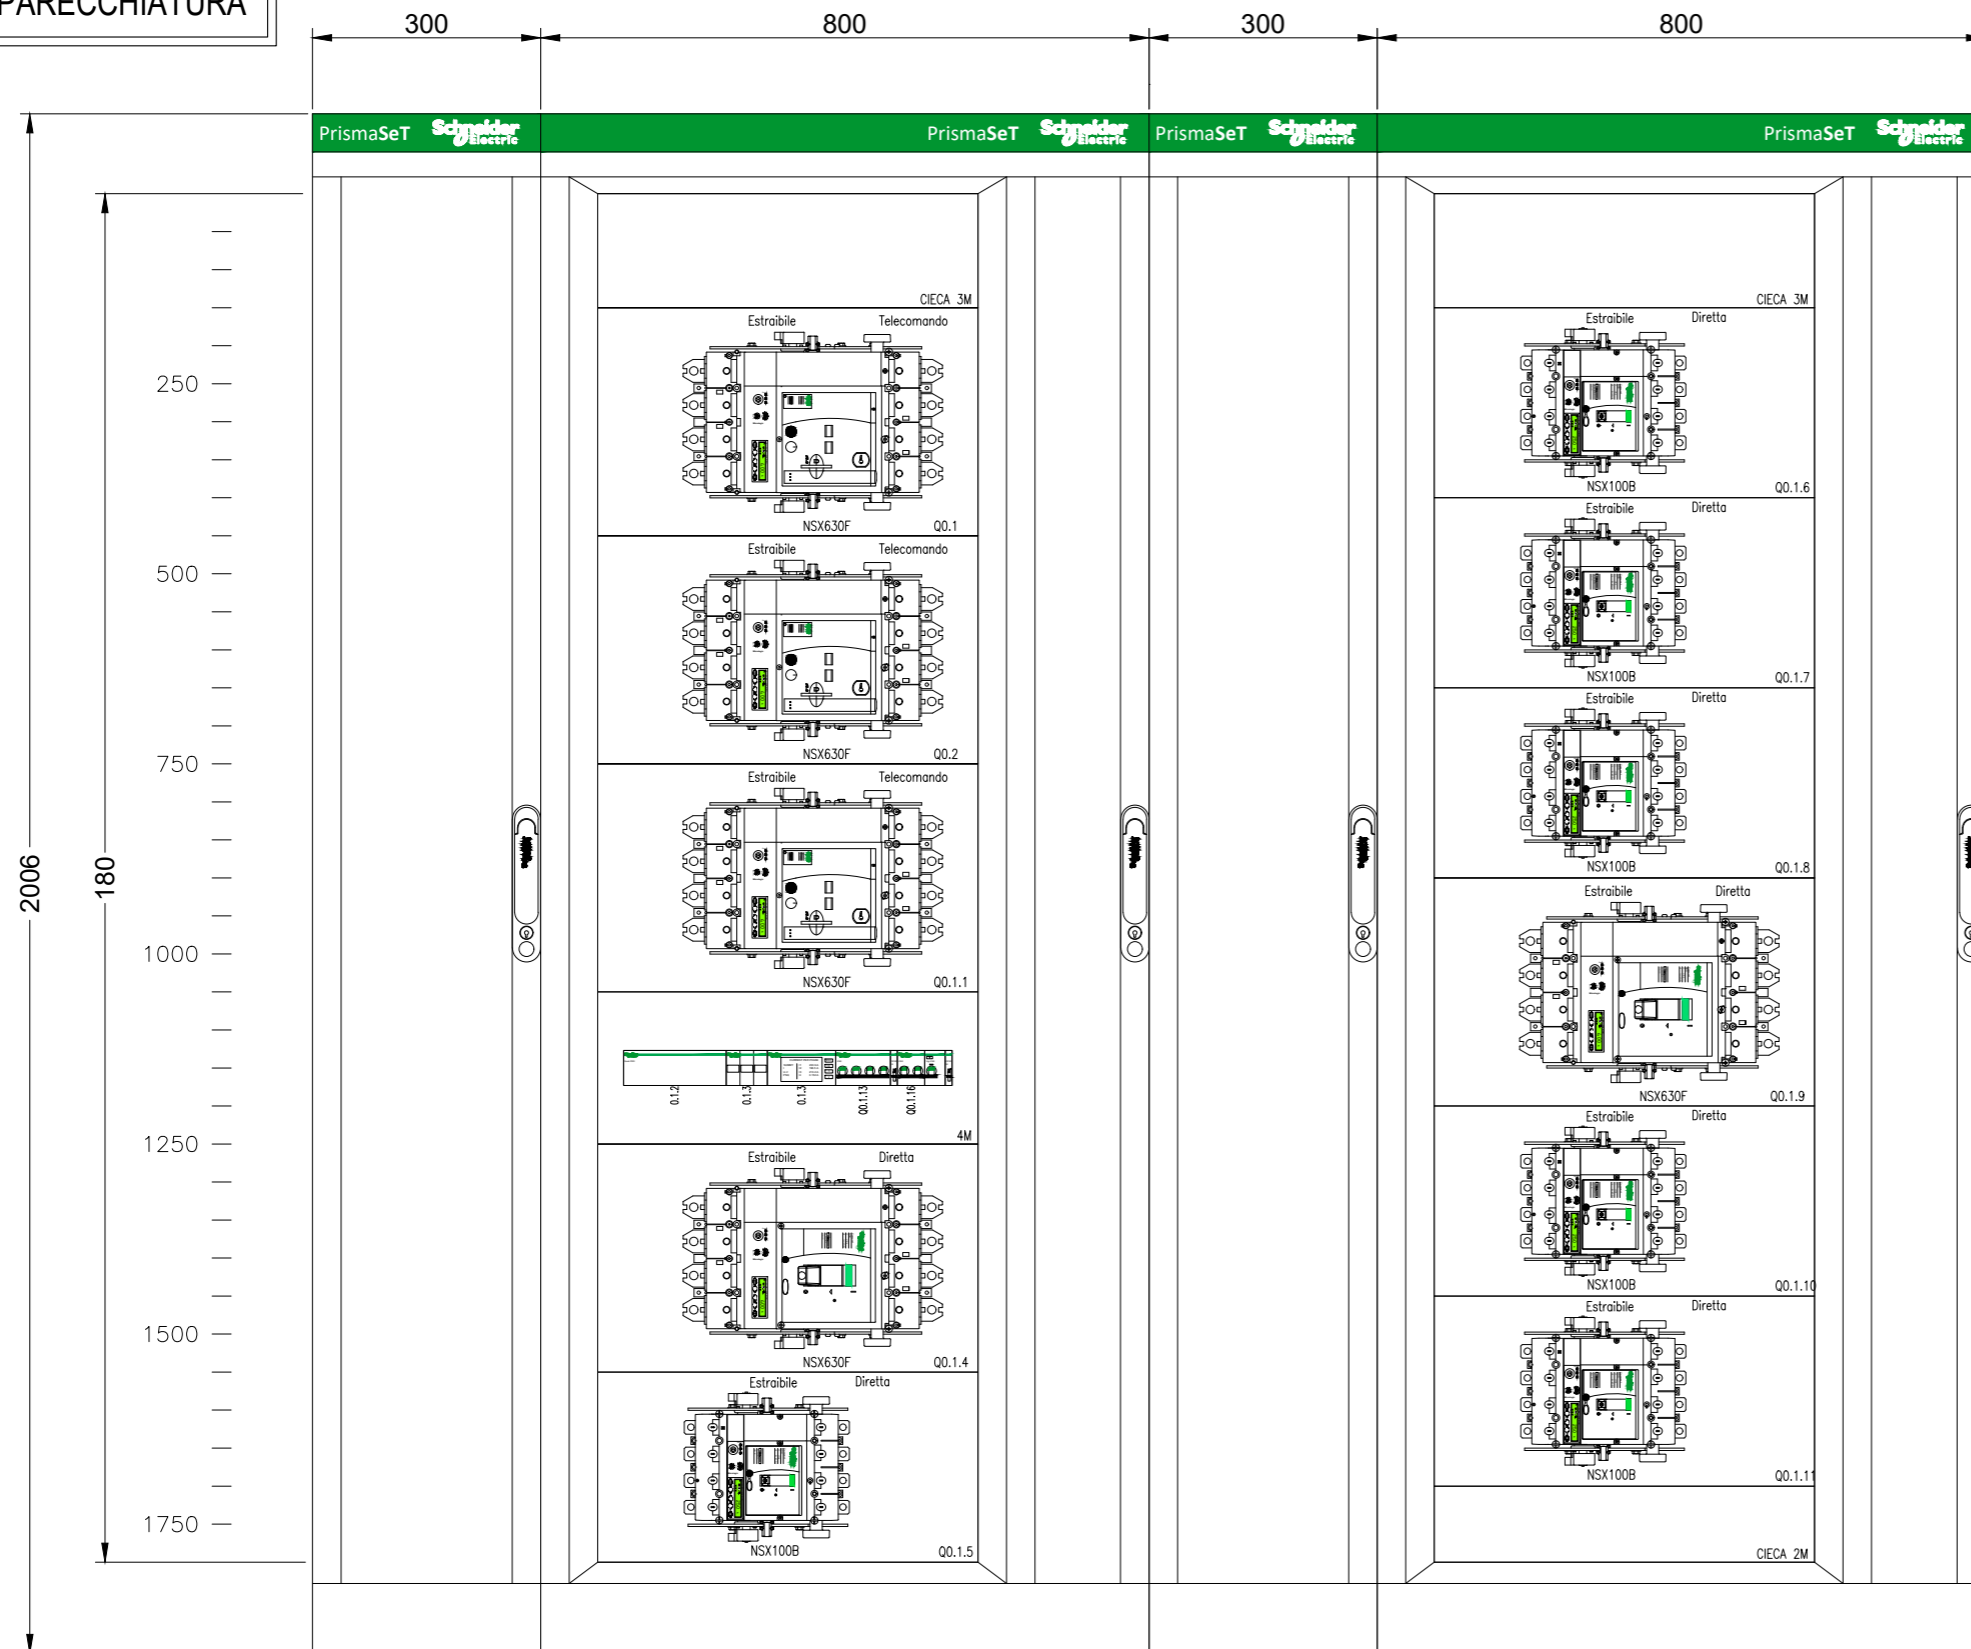 PARECCHIATURA
300 800 300 800
PrismaSeT Schneider Electric PrismaSeT Schneider Electric PrismaSeT Schneider Electric PrismaSeT Schneider Electric
2006
180
250
500
750
1000
1250
1500
1750
CIECA 3M
Estraibile Telecomando
NSX630F Q0.1
Estraibile Telecomando
NSX630F Q0.2
Estraibile Telecomando
NSX630F Q0.1.1
0.1.2 0.1.3 0.1.3 Q0.1.13 Q0.1.16
4M
Estraibile Diretta
NSX630F Q0.1.4
Estraibile Diretta
NSX100B Q0.1.5
CIECA 3M
Estraibile Diretta
NSX100B Q0.1.6
Estraibile Diretta
NSX100B Q0.1.7
Estraibile Diretta
NSX100B Q0.1.8
Estraibile Diretta
NSX630F Q0.1.9
Estraibile Diretta
NSX100B Q0.1.10
Estraibile Diretta
NSX100B Q0.1.11
CIECA 2M